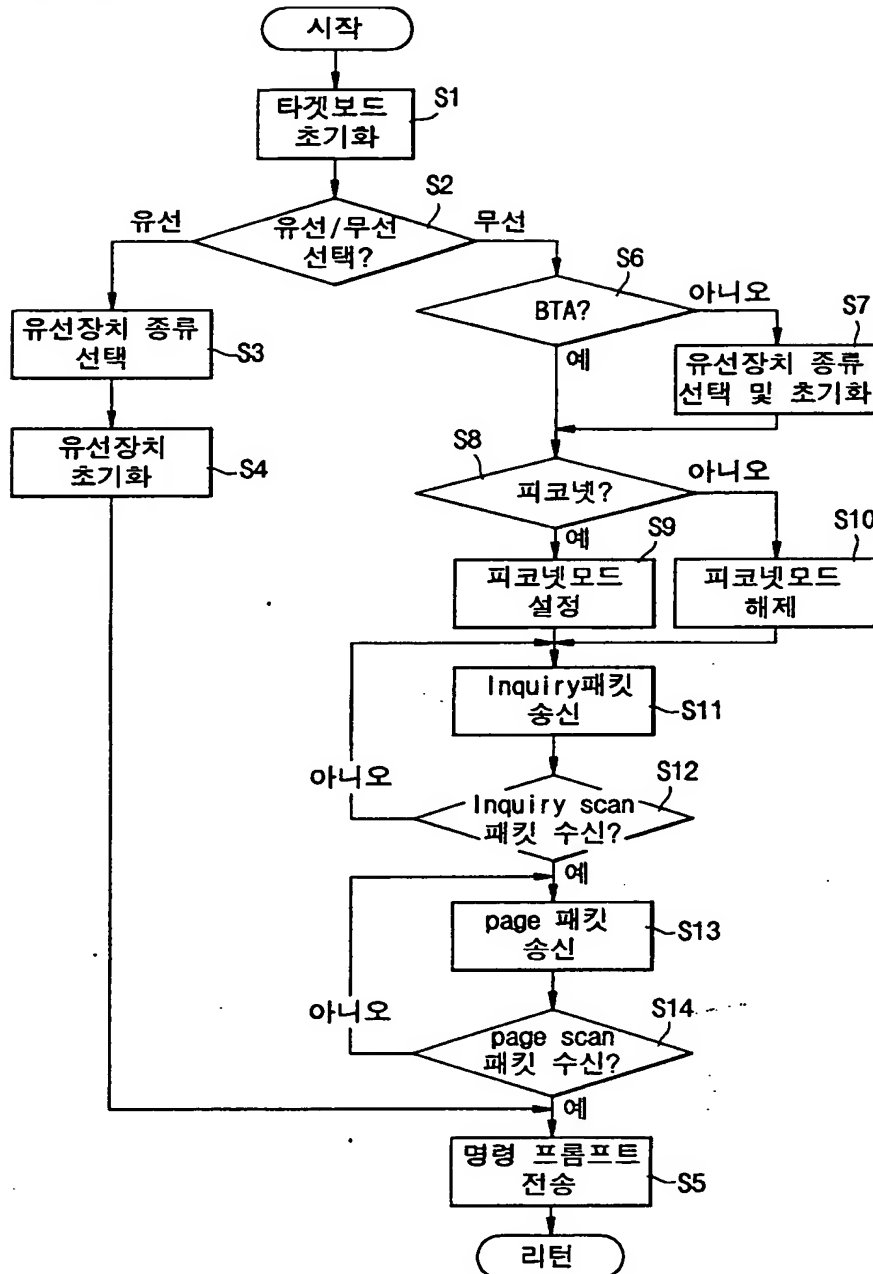 시작
타겟보드
초기화
S1
유선/무선
선택?
S2
유선
무선
유선장치 종류
선택
S3
유선장치
초기화
S4
BTA?
S6
아니오
예
유선장치 종류
선택 및 초기화
S7
피코넷?
S8
아니오
예
피코넷모드
설정
S9
피코넷모드
해제
S10
Inquiry패킷
송신
S11
Inquiry scan
패킷 수신?
S12
아니오
예
page 패킷
송신
S13
page scan
패킷 수신?
S14
아니오
예
명령 프롬프트
전송
S5
리턴